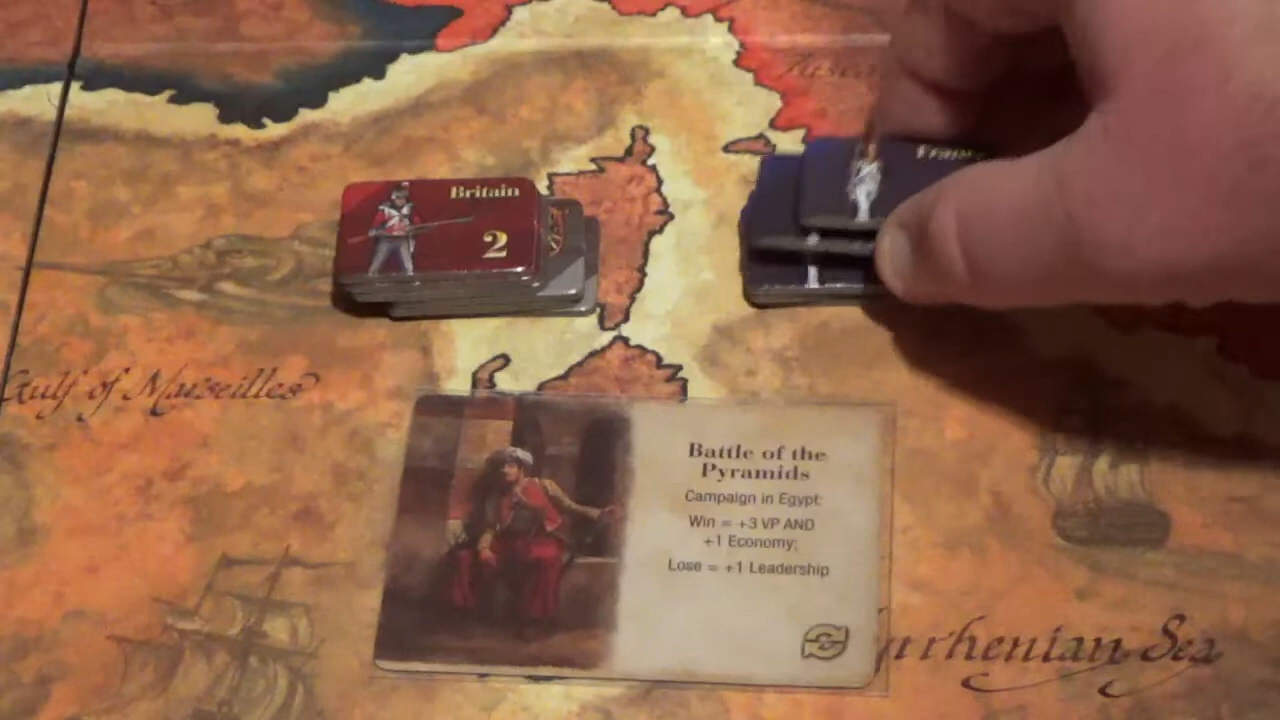 Britain
2
Gulf of Marseilles
Battle of the
Pyramids
Campaign in Egypt:
Win = +3 VP AND
+1 Economy;
Lose = +1 Leadership
Sea